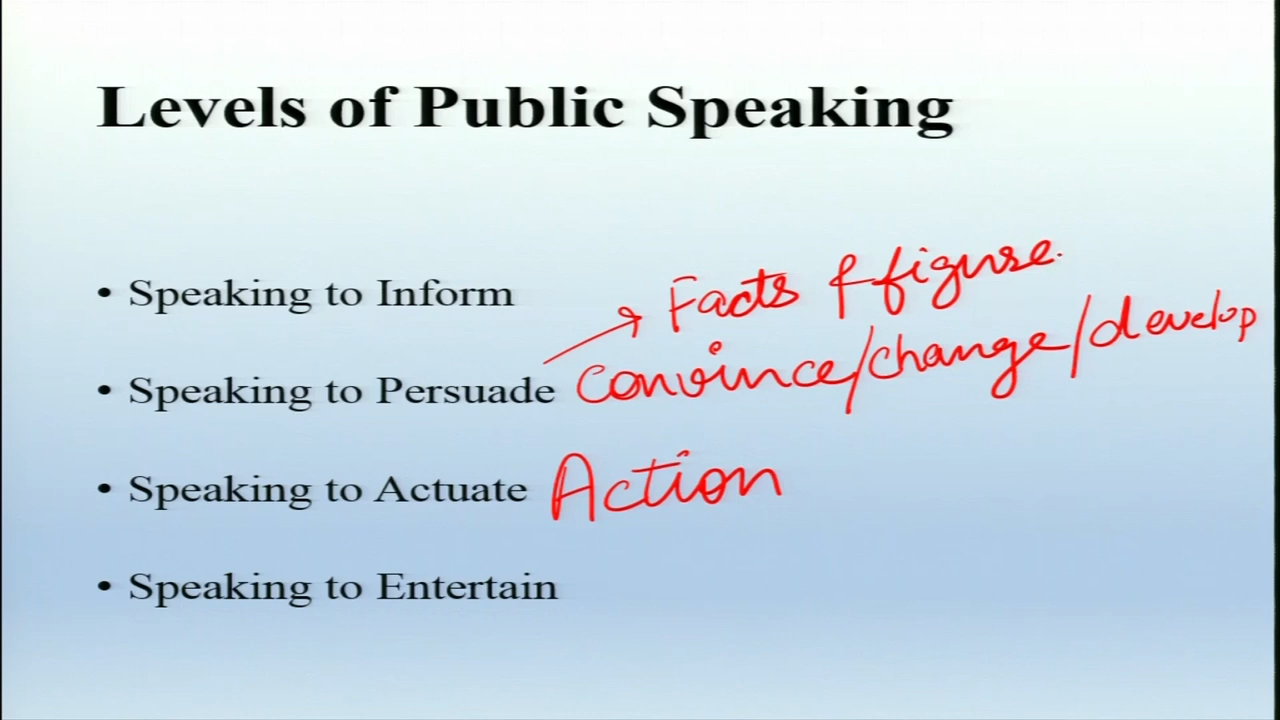 Levels of Public Speaking
• Speaking to Inform
Facts & figure.
• Speaking to Persuade convince/change/develop
• Speaking to Actuate Action
• Speaking to Entertain